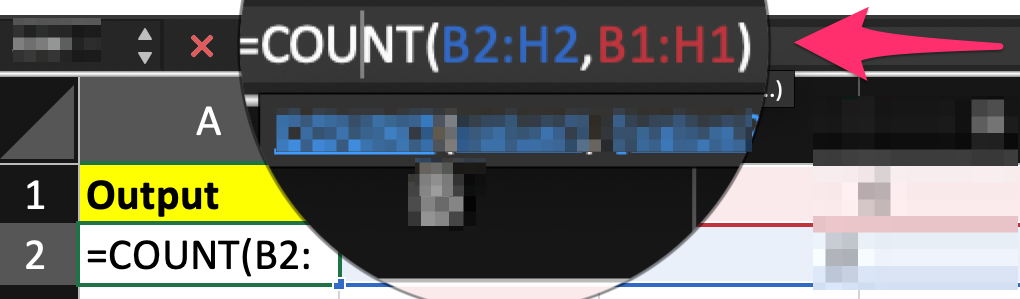 =COUNT(B2:H2,B1:H1)
..)
A
1 Output
2 =COUNT(B2: